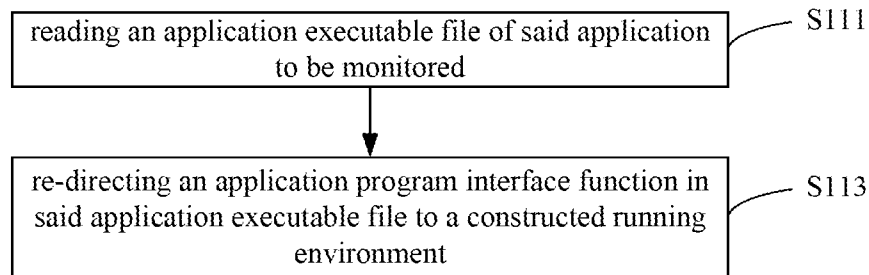 reading an application executable file of said application
to be monitored
S111
re-directing an application program interface function in
said application executable file to a constructed running
environment
S113